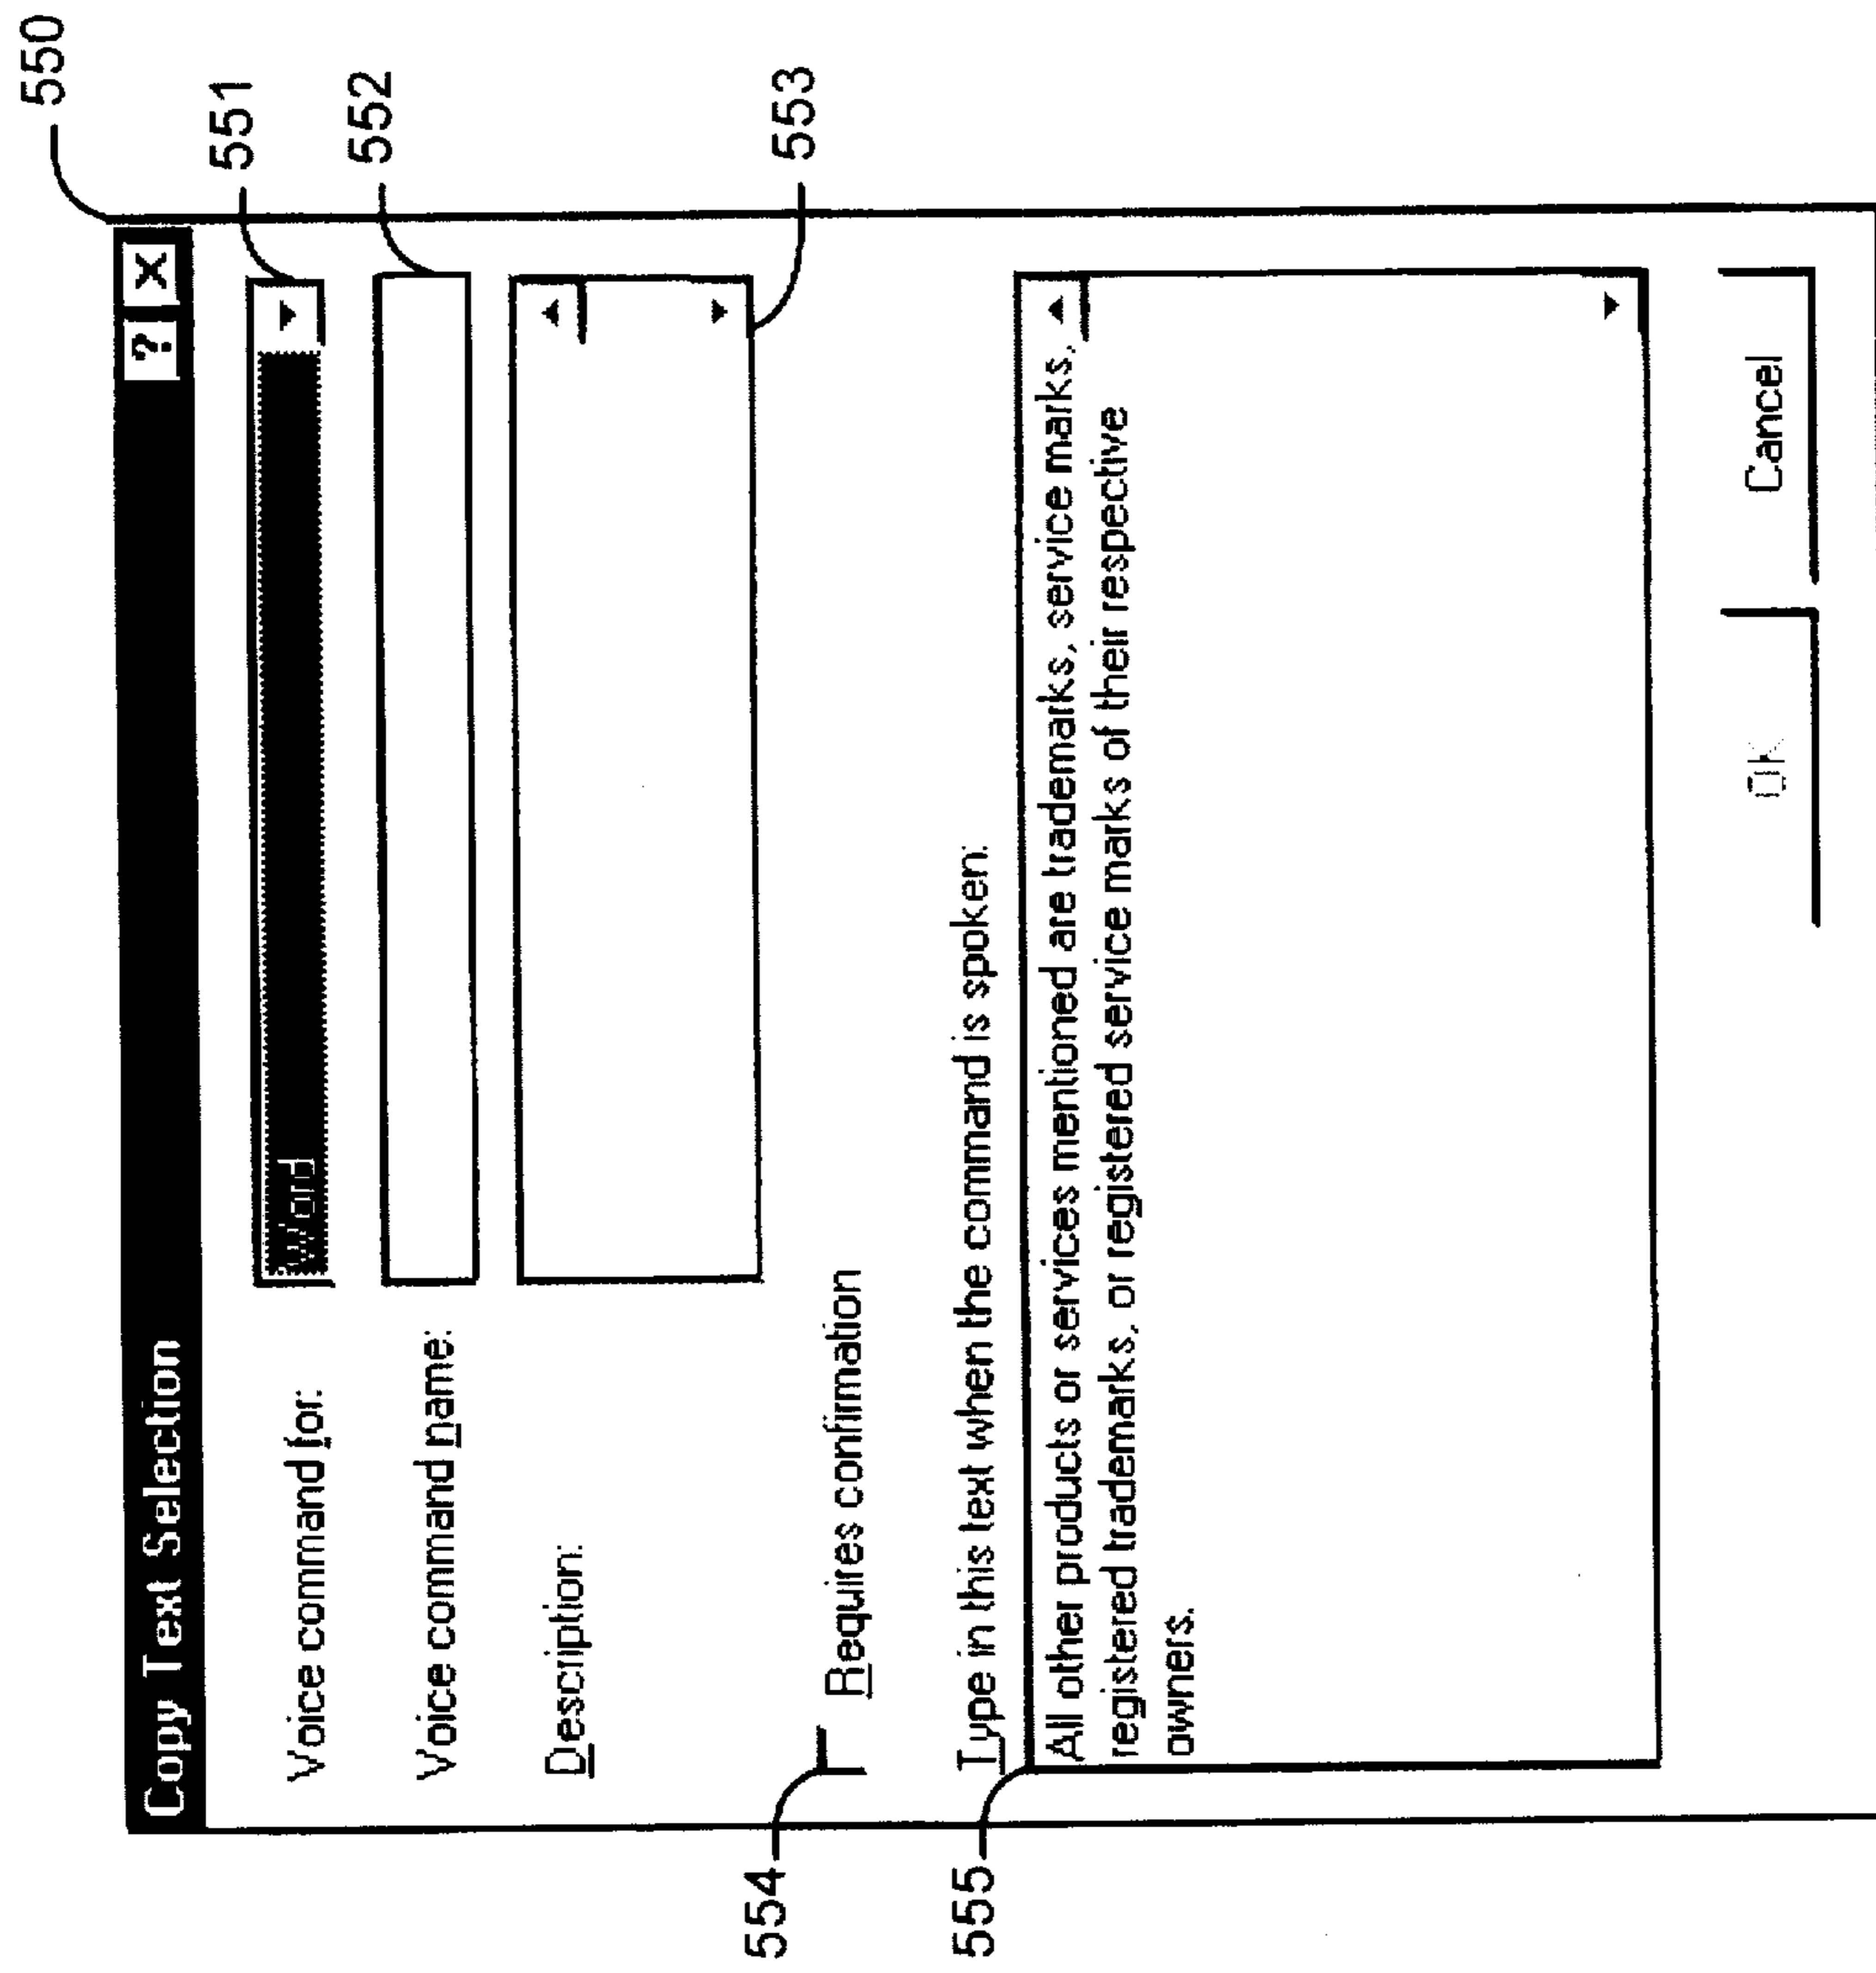 550
Copy Text Selection ? X
Voice command for: Word 551
Voice command name: 552
Description: 553
554 Requires confirmation
555 Type in this text when the command is spoken:
All other products or services mentioned are trademarks, service marks,
registered trademarks, or registered service marks of their respective
owners.
OK Cancel